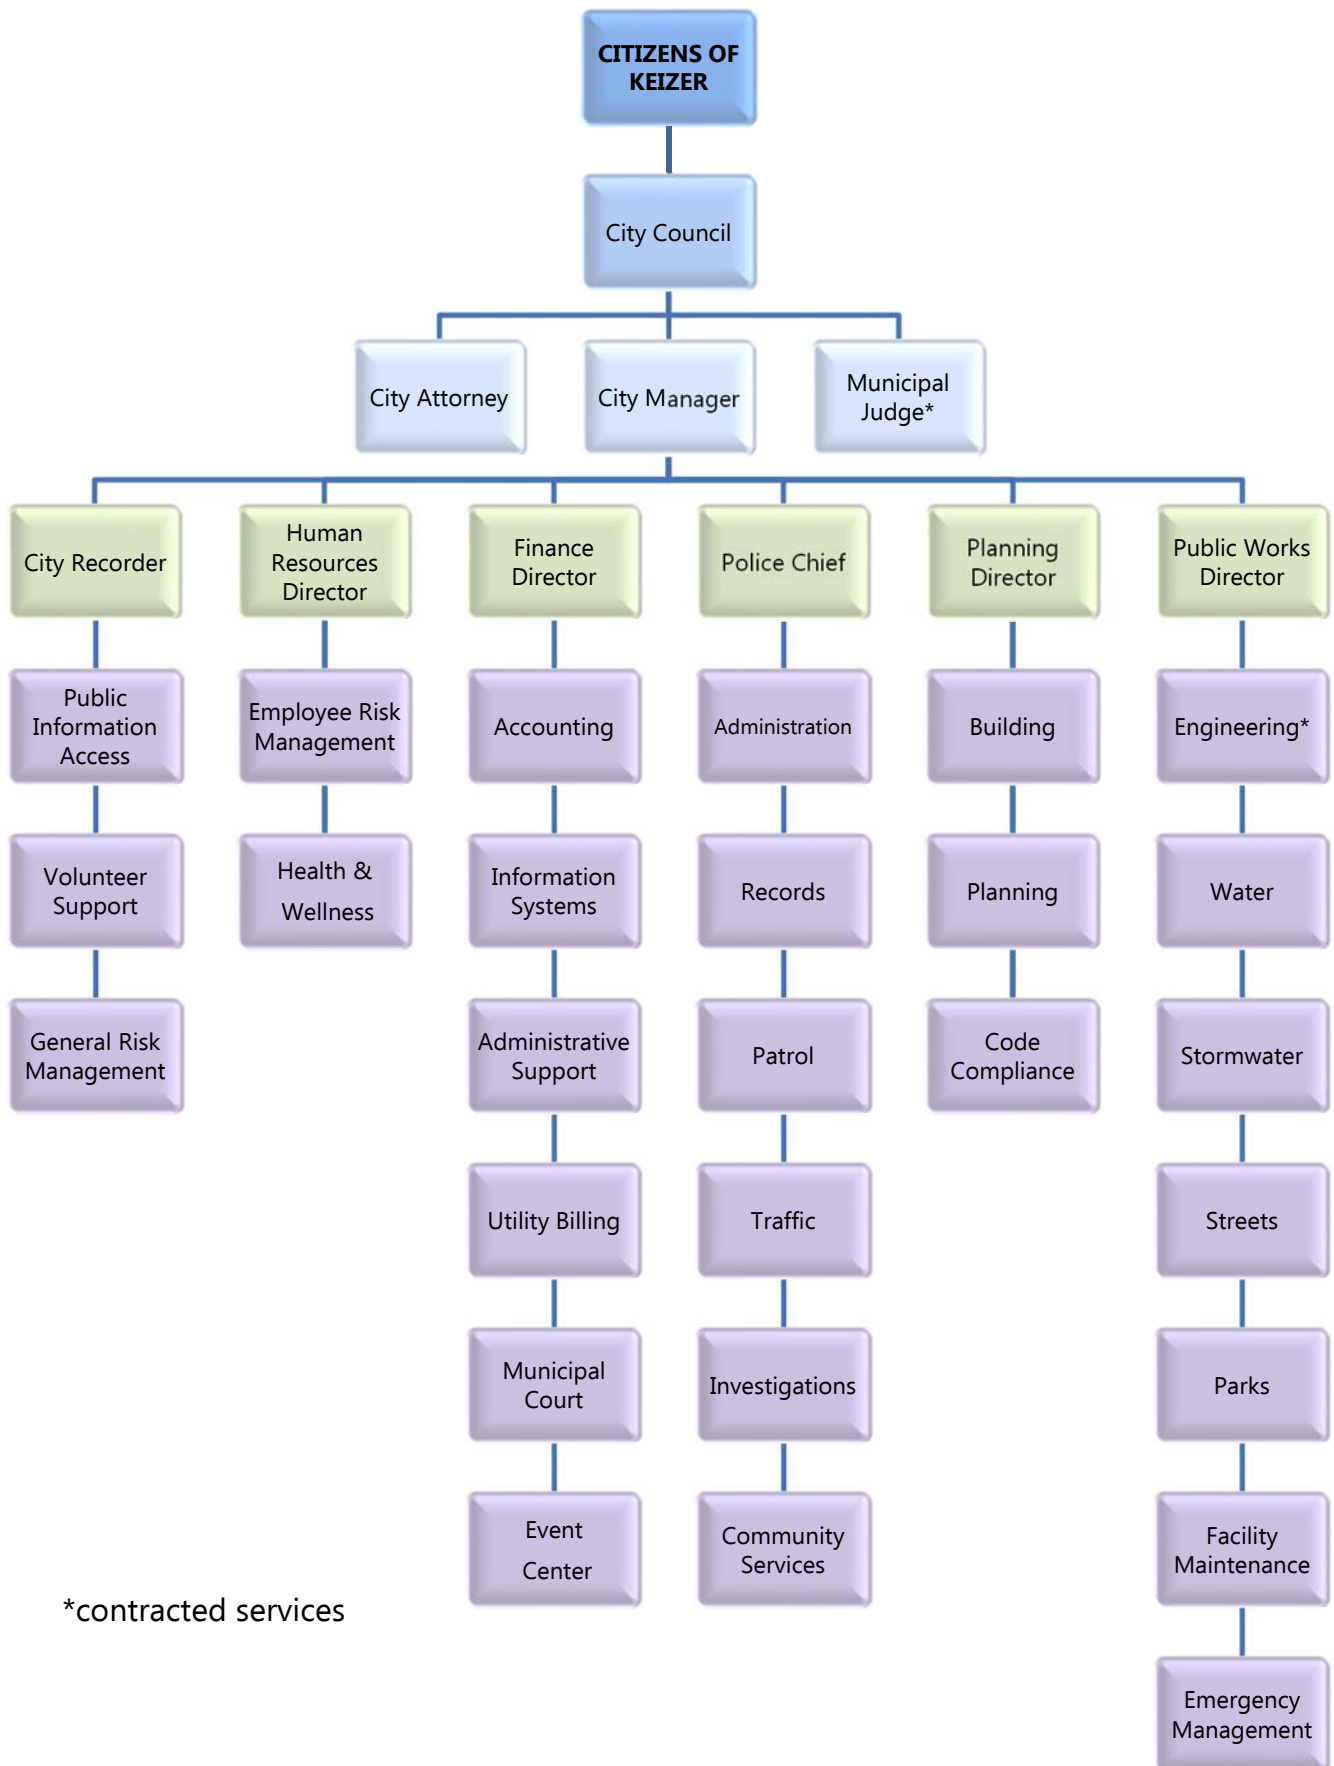 CITIZENS OF
KEIZER
City Council
City Attorney
City Manager
Municipal
Judge*
City Recorder
Human
Resources
Director
Finance
Director
Police Chief
Planning
Director
Public Works
Director
Public
Information
Access
Employee Risk
Management
Accounting
Administration
Building
Engineering*
Volunteer
Support
Health &
Wellness
Information
Systems
Records
Planning
Water
General Risk
Management
Administrative
Support
Patrol
Code
Compliance
Stormwater
Utility Billing
Traffic
Streets
Municipal
Court
Investigations
Parks
Event
Center
Community
Services
Facility
Maintenance
*contracted services
Emergency
Management